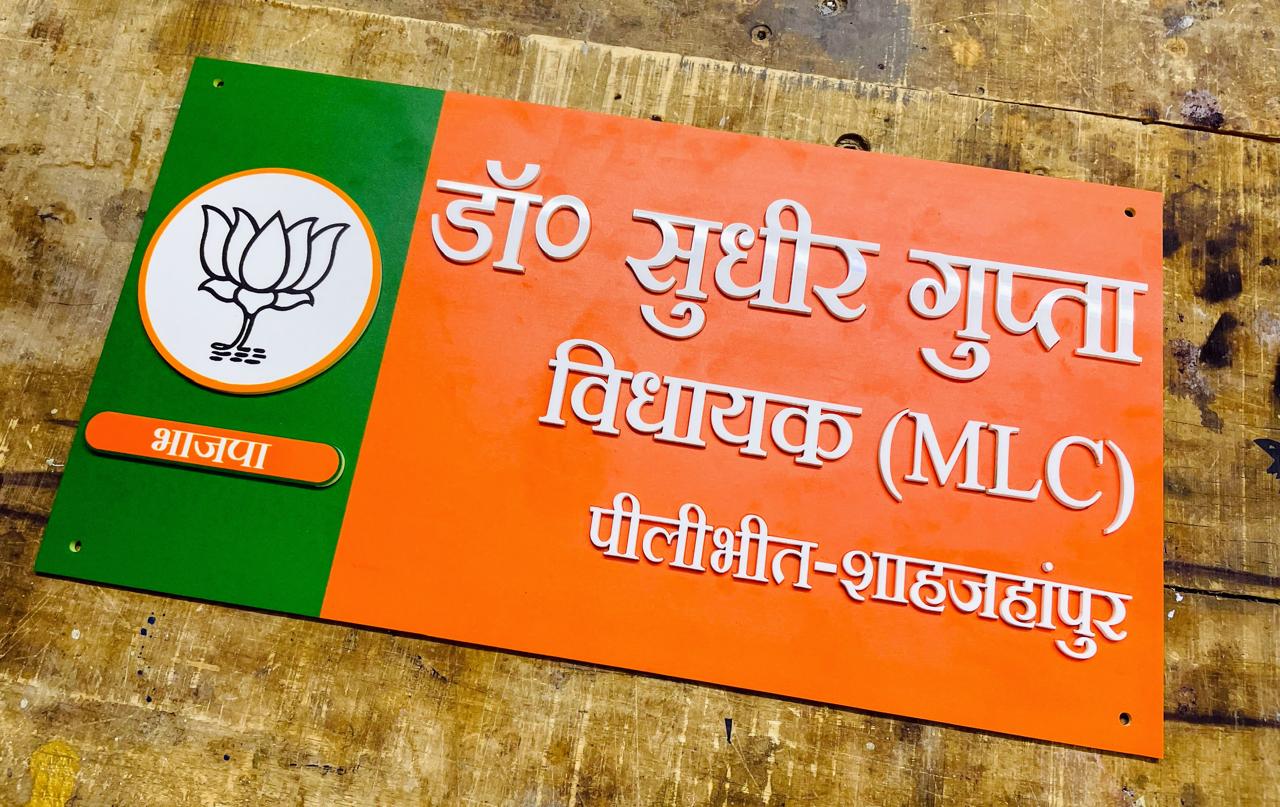 भाजपा
डॉ० सुधीर गुप्ता
विधायक (MLC)
पीलीभीत-शाहजहांपुर